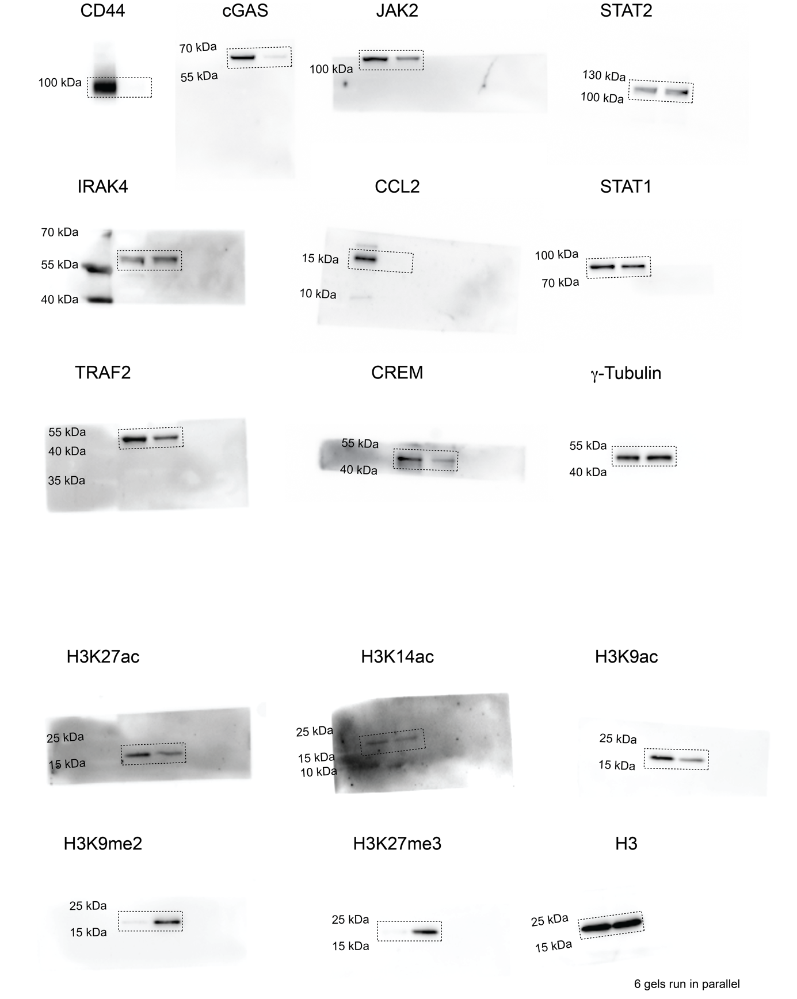 CD44 cGAS JAK2 STAT2
70 kDa
100 kDa
55 kDa
100 kDa
130 kDa
100 kDa
IRAK4 CCL2 STAT1
70 kDa
55 kDa
40 kDa
15 kDa
10 kDa
100 kDa
70 kDa
TRAF2 CREM γ-Tubulin
55 kDa
40 kDa
35 kDa
55 kDa
40 kDa
55 kDa
40 kDa
H3K27ac H3K14ac H3K9ac
25 kDa
15 kDa
25 kDa
15 kDa
10 kDa
25 kDa
15 kDa
H3K9me2 H3K27me3 H3
25 kDa
15 kDa
25 kDa
15 kDa
25 kDa
15 kDa
6 gels run in parallel